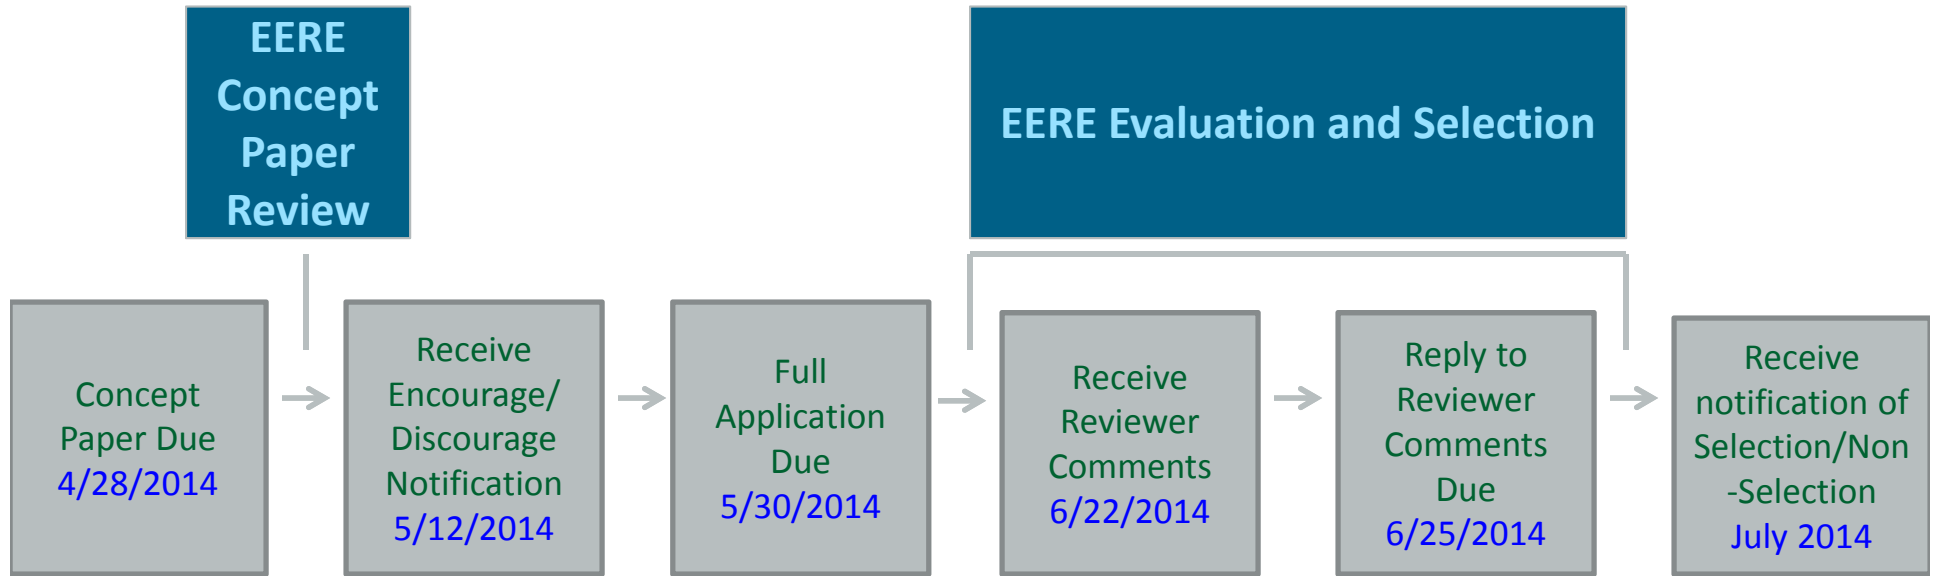 EERE
Concept
Paper
Review
EERE Evaluation and Selection
Concept
Paper Due
4/28/2014
Receive
Encourage/
Discourage
Notification
5/12/2014
Full
Application
Due
5/30/2014
Receive
Reviewer
Comments
6/22/2014
Reply to
Reviewer
Comments
Due
6/25/2014
Receive
notification of
Selection/Non
-Selection
July 2014